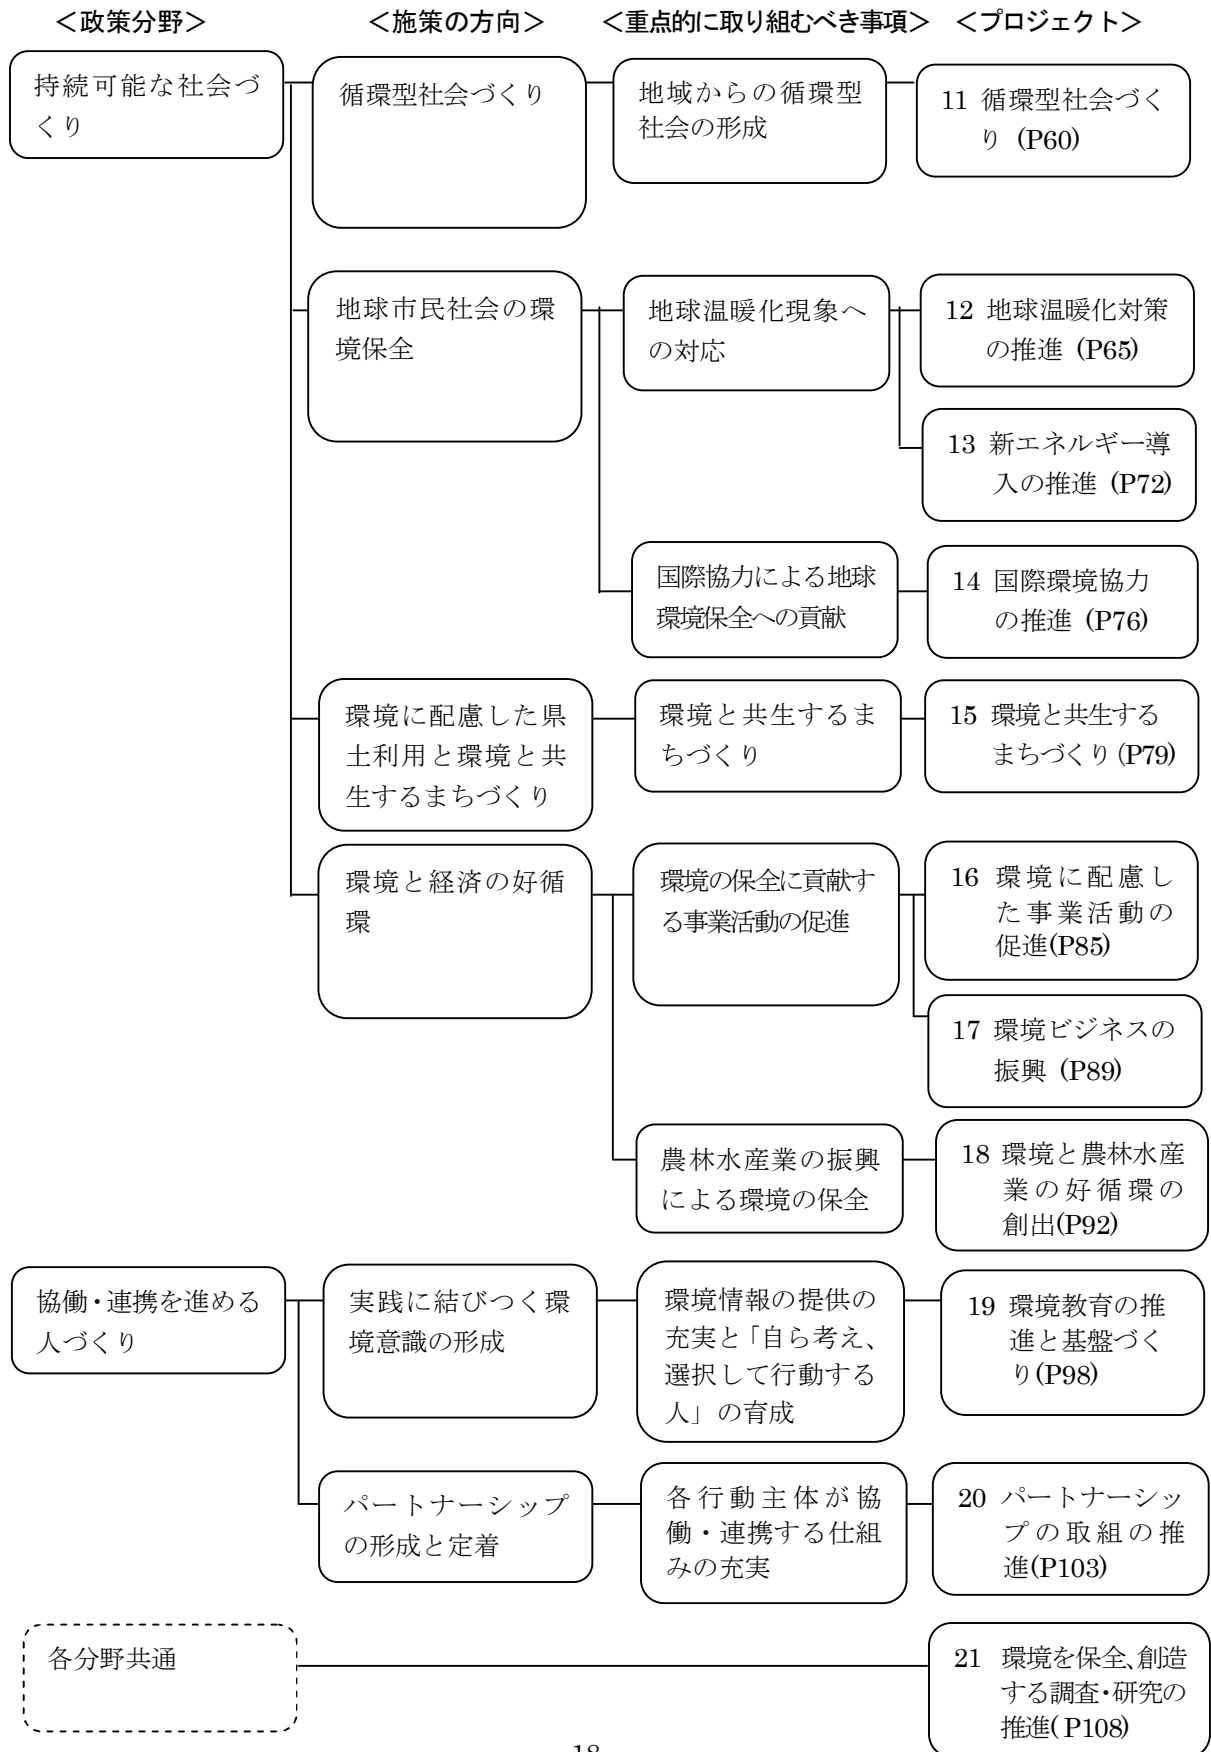 <政策分野> <施策の方向> <重点的に取り組むべき事項> <プロジェクト>
持続可能な社会づ
くり
循環型社会づくり
地域からの循環型
社会の形成
11 循環型社会づく
り (P60)
地球市民社会の環
境保全
地球温暖化現象へ
の対応
12 地球温暖化対策
の推進 (P65)
13 新エネルギー導
入の推進 (P72)
国際協力による地球
環境保全への貢献
14 国際環境協力
の推進 (P76)
環境に配慮した県
土利用と環境と共
生するまちづくり
環境と共生するま
ちづくり
15 環境と共生する
まちづくり(P79)
環境と経済の好循
環
環境の保全に貢献す
る事業活動の促進
16 環境に配慮し
た事業活動の
促進(P85)
17 環境ビジネスの
振興 (P89)
農林水産業の振興
による環境の保全
18 環境と農林水産
業の好循環の
創出(P92)
協働・連携を進める
人づくり
実践に結びつく環
境意識の形成
環境情報の提供の
充実と「自ら考え、
選択して行動する
人」の育成
19 環境教育の推
進と基盤づく
り(P98)
パートナーシップ
の形成と定着
各行動主体が協
働・連携する仕組
みの充実
20 パートナーシッ
プの取組の推
進(P103)
各分野共通
21 環境を保全、創造
する調査・研究の
推進(P108)
18